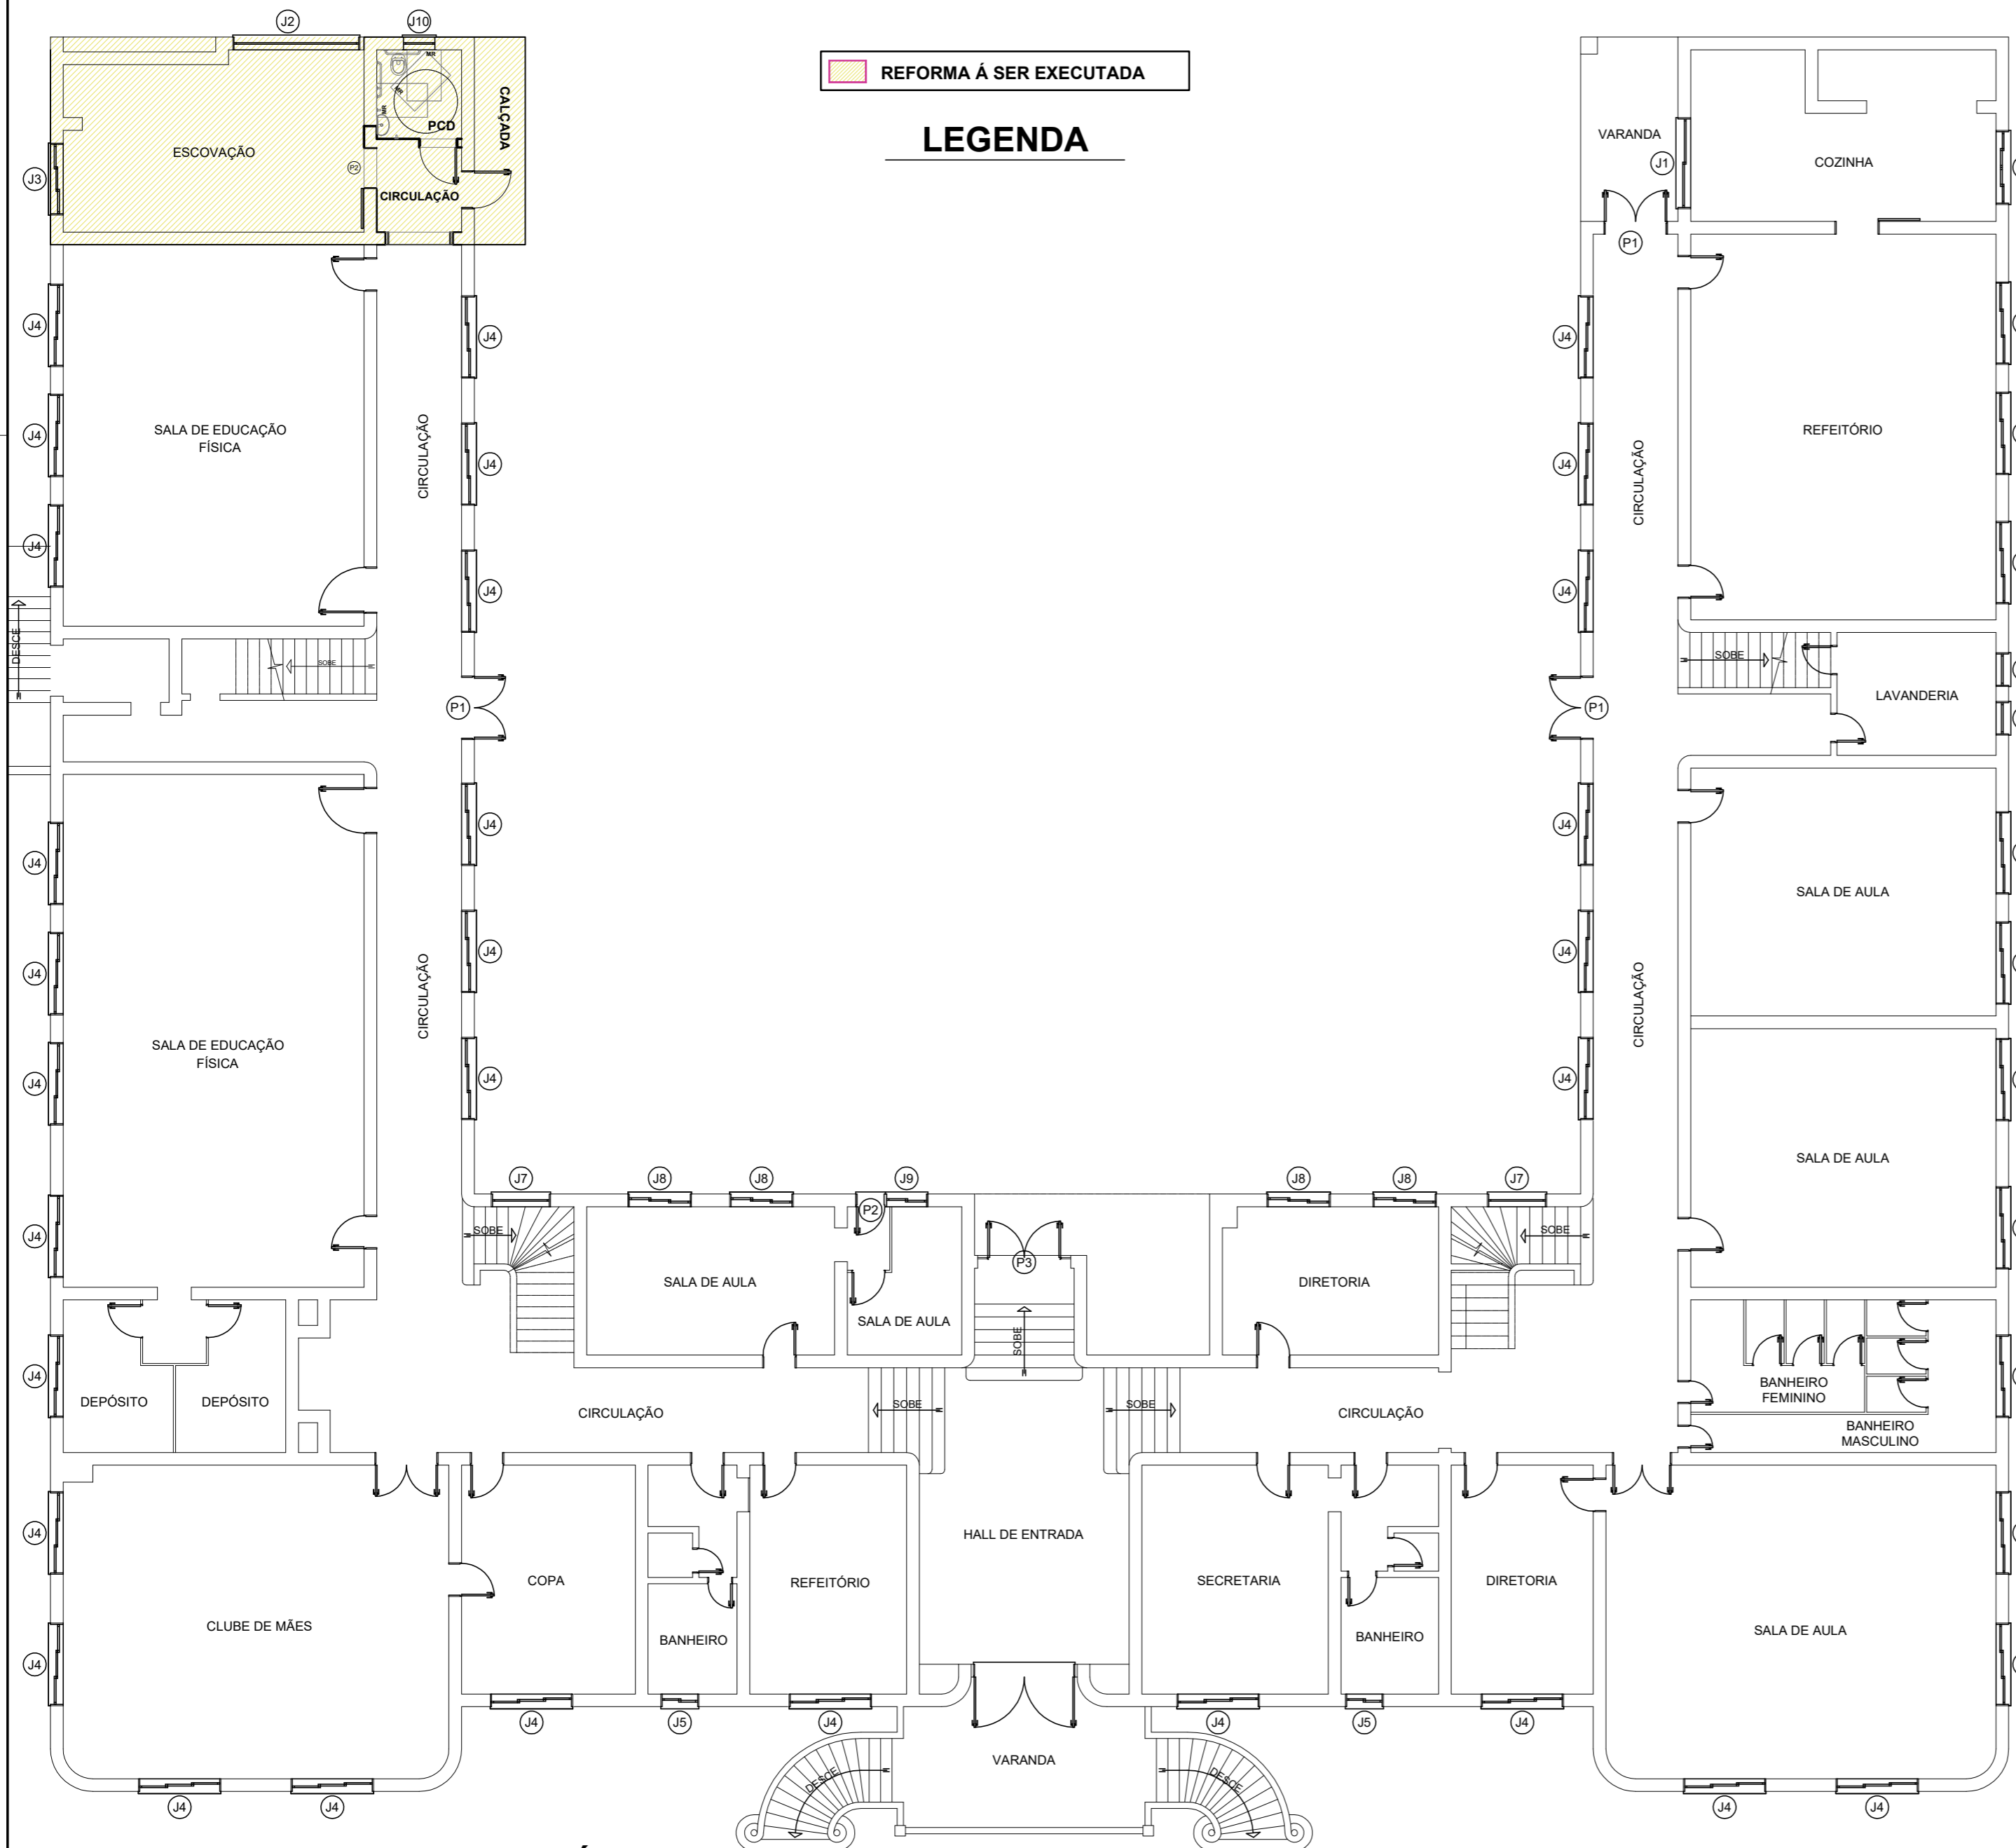 J2
J10
REFORMA Á SER EXECUTADA
LEGENDA
CALÇADA
MR
MR
MR
PCD
ESCOVAÇÃO
P2
J3
CIRCULAÇÃO
VARANDA
J1
COZINHA
P1
J4
J4
J4
J4
J4
J4
SALA DE EDUCAÇÃO
FÍSICA
CIRCULAÇÃO
J4
J4
J4
CIRCULAÇÃO
REFEITÓRIO
DESCE
SOBE
P1
P1
SOBE
LAVANDERIA
J4
J4
J4
J4
J4
J4
SALA DE EDUCAÇÃO
FÍSICA
CIRCULAÇÃO
J4
J4
J4
CIRCULAÇÃO
SALA DE AULA
SALA DE AULA
J7
J8
J8
J9
J8
J8
J7
J4
SOBE
P2
SOBE
P3
SALA DE AULA
SALA DE AULA
SOBE
DIRETORIA
J4
DEPÓSITO
DEPÓSITO
CIRCULAÇÃO
SOBE
SOBE
CIRCULAÇÃO
BANHEIRO
FEMININO
BANHEIRO
MASCULINO
J4
J4
CLUBE DE MÃES
COPA
BANHEIRO
REFEITÓRIO
HALL DE ENTRADA
SECRETARIA
BANHEIRO
DIRETORIA
SALA DE AULA
J4
J5
J4
J4
J5
J4
VARANDA
DESCE
DESCE
J4
J4
J4
J4